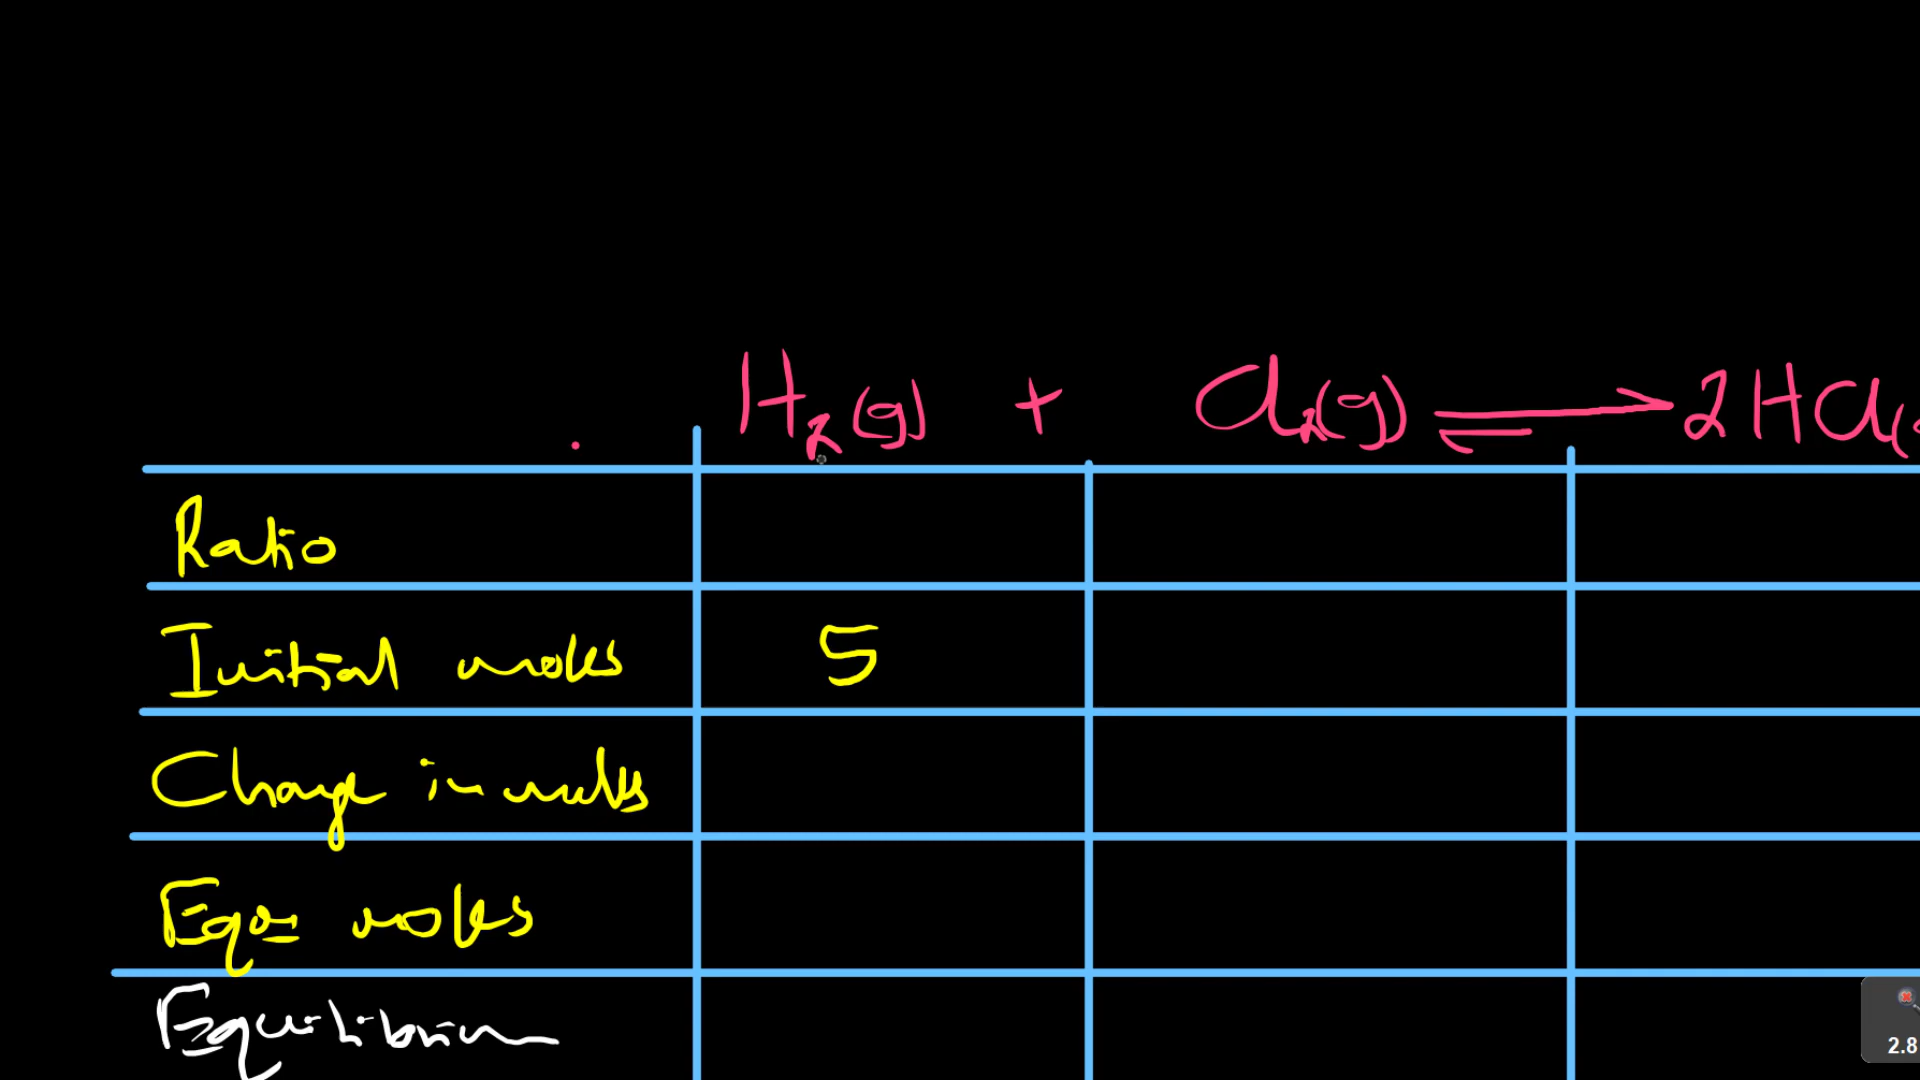 H₂(g) + Cl₂(g) ⇌ 2HCl(
Ratio
Initial moles 5
Change in moles
Eqm moles
Equilibrium
2.8